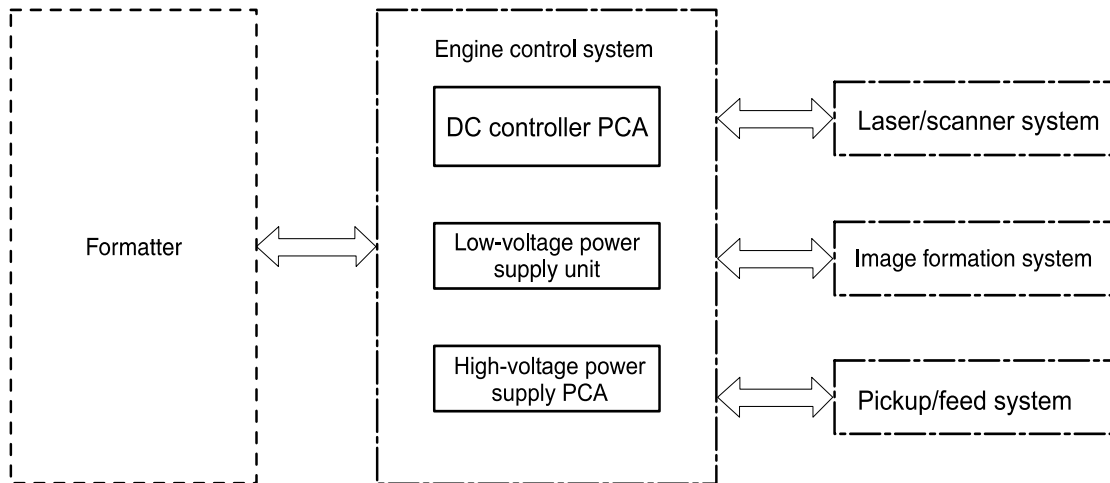 Formatter
Engine control system
DC controller PCA
Low-voltage power
supply unit
High-voltage power
supply PCA
Laser/scanner system
Image formation system
Pickup/feed system